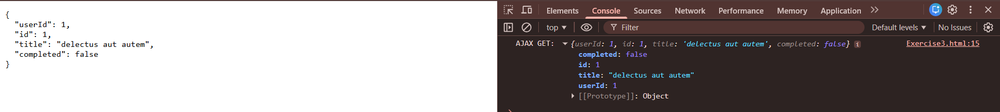 {
  "userId": 1,
  "id": 1,
  "title": "delectus aut autem",
  "completed": false
}
Elements Console Sources Network Performance Memory Application
top Filter Default levels No Issues
AJAX GET: {userId: 1, id: 1, title: 'delectus aut autem', completed: false} i Exercise3.html:15
completed: false
id: 1
title: "delectus aut autem"
userId: 1
[[Prototype]]: Object